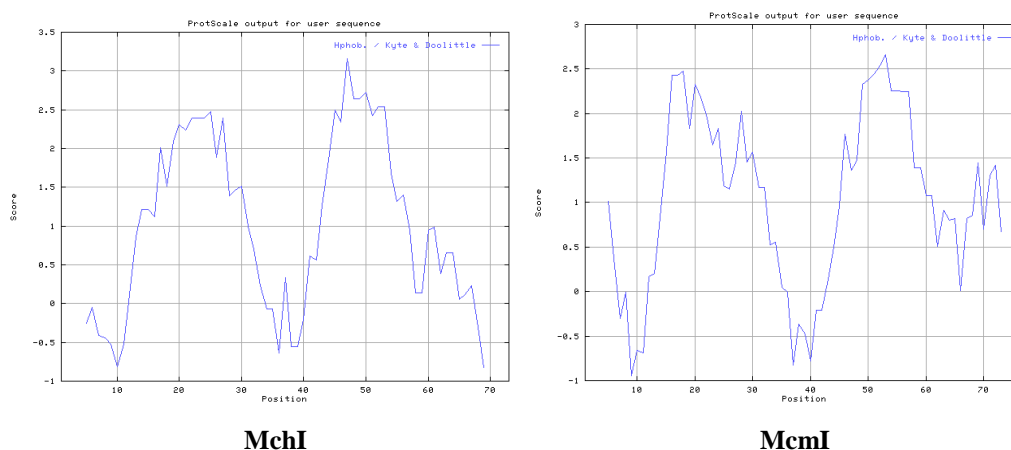 ProtScale output for user sequence
Hphob. / Kyte & Doolittle
3.5
3
2.5
2
1.5
1
0.5
0
-0.5
-1
Score
10 20 30 40 50 60 70
Position
MchI
ProtScale output for user sequence
Hphob. / Kyte & Doolittle
3
2.5
2
1.5
1
0.5
0
-0.5
-1
Score
10 20 30 40 50 60 70
Position
McmI